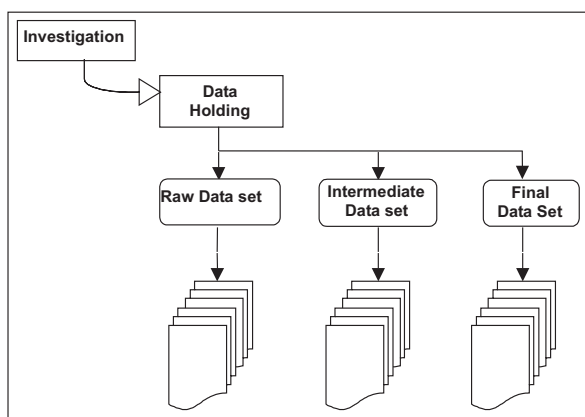 Investigation
Data
Holding
Raw Data set
Intermediate
Data set
Final
Data Set